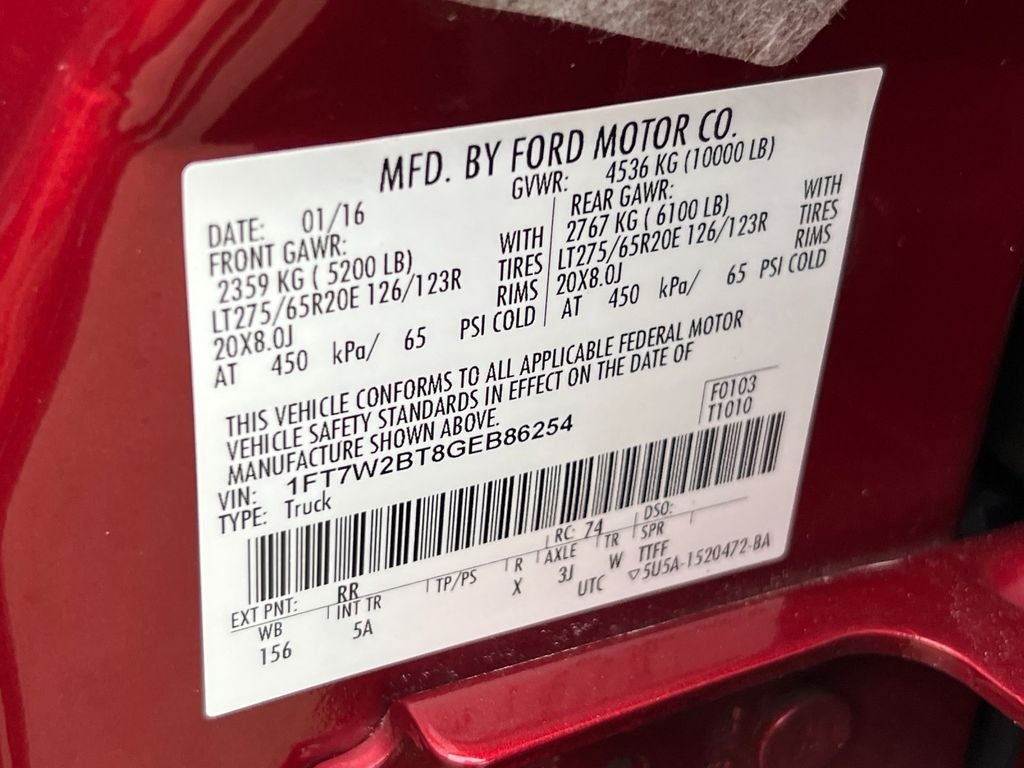 MFD. BY FORD MOTOR CO.
DATE: 01/16
GVWR: 4536 KG (10000 LB)
FRONT GAWR:
2359 KG ( 5200 LB) WITH
LT275/65R20E 126/123R TIRES
20X8.0J RIMS
AT 450 kPa/ 65 PSI COLD
REAR GAWR:
2767 KG ( 6100 LB) WITH
LT275/65R20E 126/123R TIRES
20X8.0J RIMS
AT 450 kPa/ 65 PSI COLD
THIS VEHICLE CONFORMS TO ALL APPLICABLE FEDERAL MOTOR
VEHICLE SAFETY STANDARDS IN EFFECT ON THE DATE OF
MANUFACTURE SHOWN ABOVE.
VIN: 1FT7W2BT8GEB86254
TYPE: Truck
F0103
T1010
EXT PNT: RR RC: 74 DSO:
WB INT TR TP/PS R AXLE TR SPR
156 5A X 3J W TTFF
UTC ▽5U5A-1520472-BA